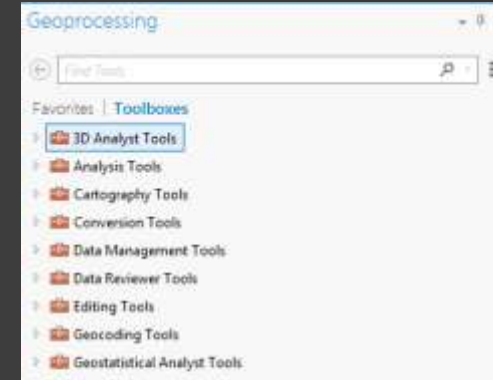 Geoprocessing
Find Tools
Favorites | Toolboxes
3D Analyst Tools
Analysis Tools
Cartography Tools
Conversion Tools
Data Management Tools
Data Reviewer Tools
Editing Tools
Geocoding Tools
Geostatistical Analyst Tools